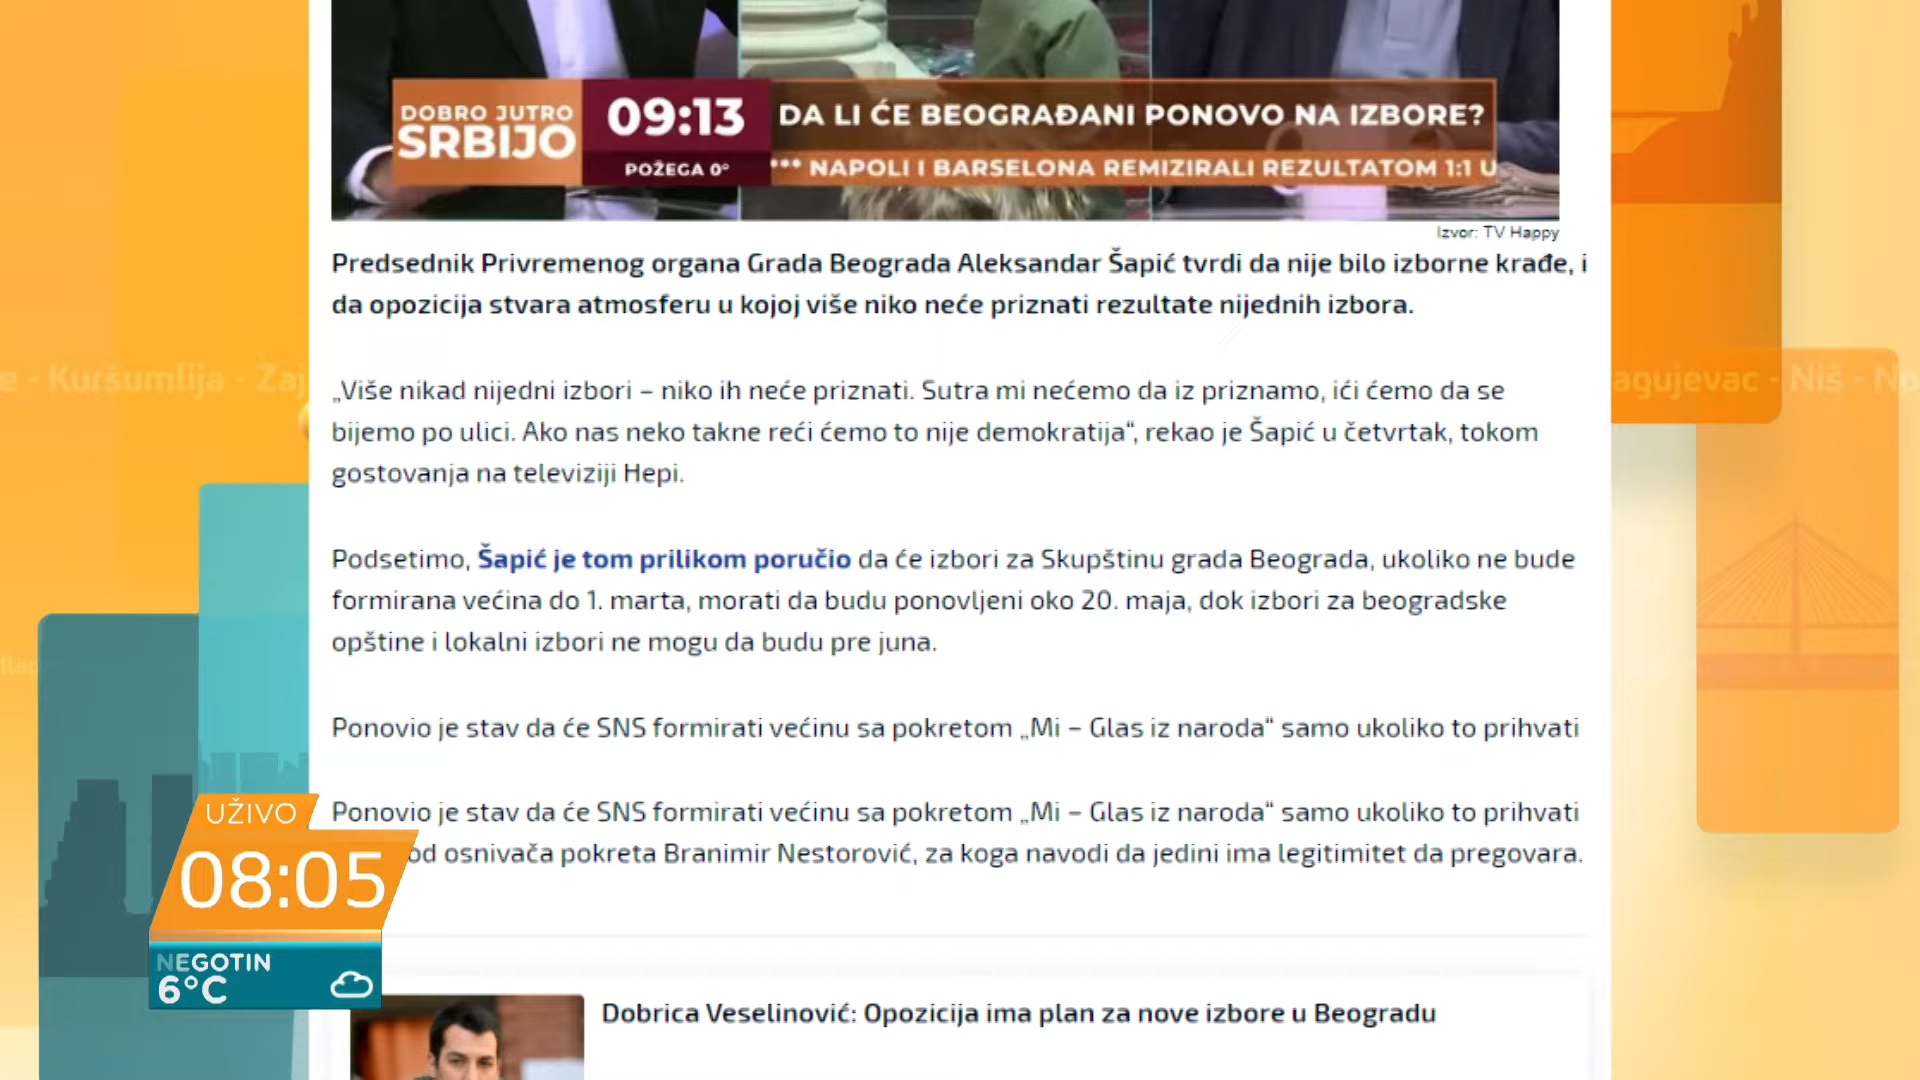 DOBRO JUTRO
SRBIJO
09:13
POŽEGA 0°
DA LI ĆE BEOGRAĐANI PONOVO NA IZBORE?
*** NAPOLI I BARSELONA REMIZIRALI REZULTATOM 1:1 U
Izvor: TV Happy
Predsednik Privremenog organa Grada Beograda Aleksandar Šapić tvrdi da nije bilo izborne krađe, i
da opozicija stvara atmosferu u kojoj više niko neće priznati rezultate nijednih izbora.
„Više nikad nijedni izbori – niko ih neće priznati. Sutra mi nećemo da iz priznamo, ići ćemo da se
bijemo po ulici. Ako nas neko takne reći ćemo to nije demokratija“, rekao je Šapić u četvrtak, tokom
gostovanja na televiziji Hepi.
Podsetimo, Šapić je tom prilikom poručio da će izbori za Skupštinu grada Beograda, ukoliko ne bude
formirana većina do 1. marta, morati da budu ponovljeni oko 20. maja, dok izbori za beogradske
opštine i lokalni izbori ne mogu da budu pre juna.
Ponovio je stav da će SNS formirati većinu sa pokretom „Mi – Glas iz naroda“ samo ukoliko to prihvati
Ponovio je stav da će SNS formirati većinu sa pokretom „Mi – Glas iz naroda“ samo ukoliko to prihvati
od osnivača pokreta Branimir Nestorović, za koga navodi da jedini ima legitimitet da pregovara.
e - Kuršumlija - Zaj
agujevac - Niš - No
UŽIVO
08:05
NEGOTIN
6°C
Dobrica Veselinović: Opozicija ima plan za nove izbore u Beogradu